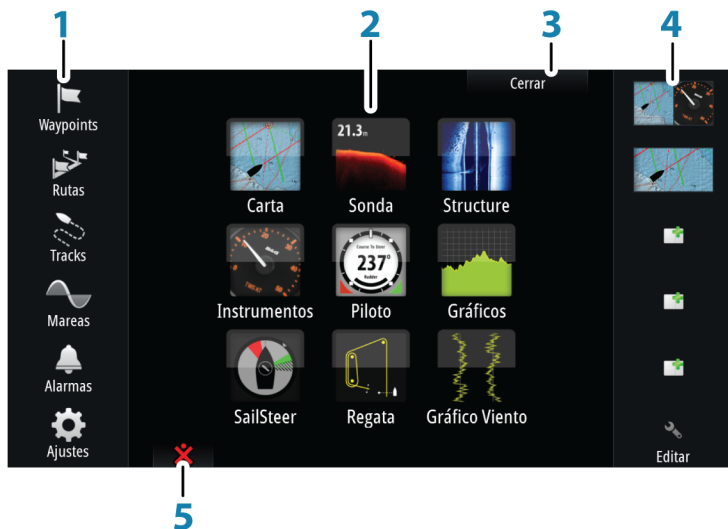 1
2
3
4
Cerrar
Waypoints
Rutas
Tracks
Mareas
Alarmas
Ajustes
21.3m
Carta
Sonda
Structure
Course To Steer
237°
Rudder
Instrumentos
Piloto
Gráficos
SailSteer
Regata
Gráfico Viento
Editar
5